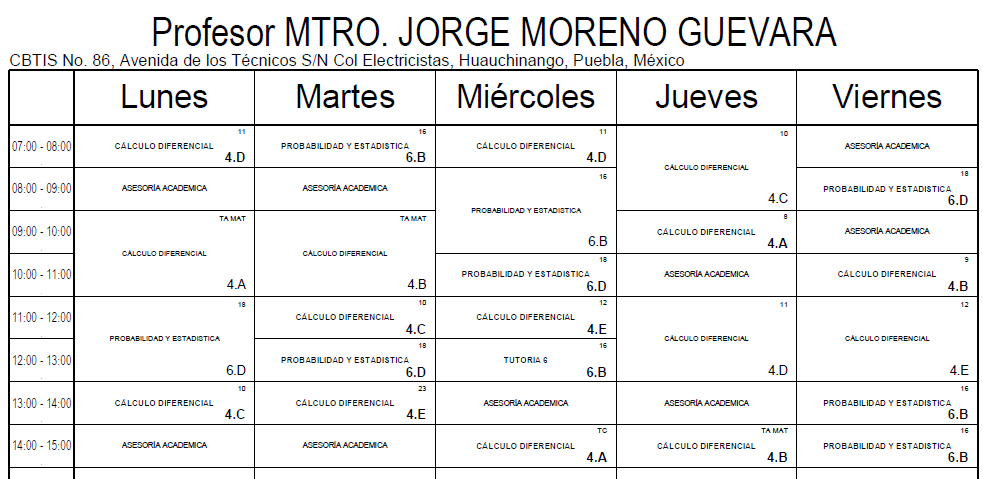 Profesor MTRO. JORGE MORENO GUEVARA
CBTIS No. 86, Avenida de los Técnicos S/N Col Electricistas, Huauchinango, Puebla, México
Lunes Martes Miércoles Jueves Viernes
07:00 - 08:00
11
CÁLCULO DIFERENCIAL
4.D
16
PROBABILIDAD Y ESTADISTICA
6.B
11
CÁLCULO DIFERENCIAL
4.D
10
CÁLCULO DIFERENCIAL
4.C
ASESORÍA ACADEMICA
08:00 - 09:00
ASESORÍA ACADEMICA
ASESORÍA ACADEMICA
16
PROBABILIDAD Y ESTADISTICA
6.B
18
PROBABILIDAD Y ESTADISTICA
6.D
09:00 - 10:00
TA MAT
CÁLCULO DIFERENCIAL
4.A
TA MAT
CÁLCULO DIFERENCIAL
4.B
8
CÁLCULO DIFERENCIAL
4.A
ASESORÍA ACADEMICA
10:00 - 11:00
18
PROBABILIDAD Y ESTADISTICA
6.D
ASESORÍA ACADEMICA
9
CÁLCULO DIFERENCIAL
4.B
11:00 - 12:00
18
PROBABILIDAD Y ESTADISTICA
6.D
10
CÁLCULO DIFERENCIAL
4.C
12
CÁLCULO DIFERENCIAL
4.E
11
CÁLCULO DIFERENCIAL
4.D
12
CÁLCULO DIFERENCIAL
4.E
12:00 - 13:00
18
PROBABILIDAD Y ESTADISTICA
6.D
16
TUTORIA 6
6.B
13:00 - 14:00
10
CÁLCULO DIFERENCIAL
4.C
23
CÁLCULO DIFERENCIAL
4.E
ASESORÍA ACADEMICA
ASESORÍA ACADEMICA
16
PROBABILIDAD Y ESTADISTICA
6.B
14:00 - 15:00
ASESORÍA ACADEMICA
ASESORÍA ACADEMICA
TC
CÁLCULO DIFERENCIAL
4.A
TA MAT
CÁLCULO DIFERENCIAL
4.B
16
PROBABILIDAD Y ESTADISTICA
6.B